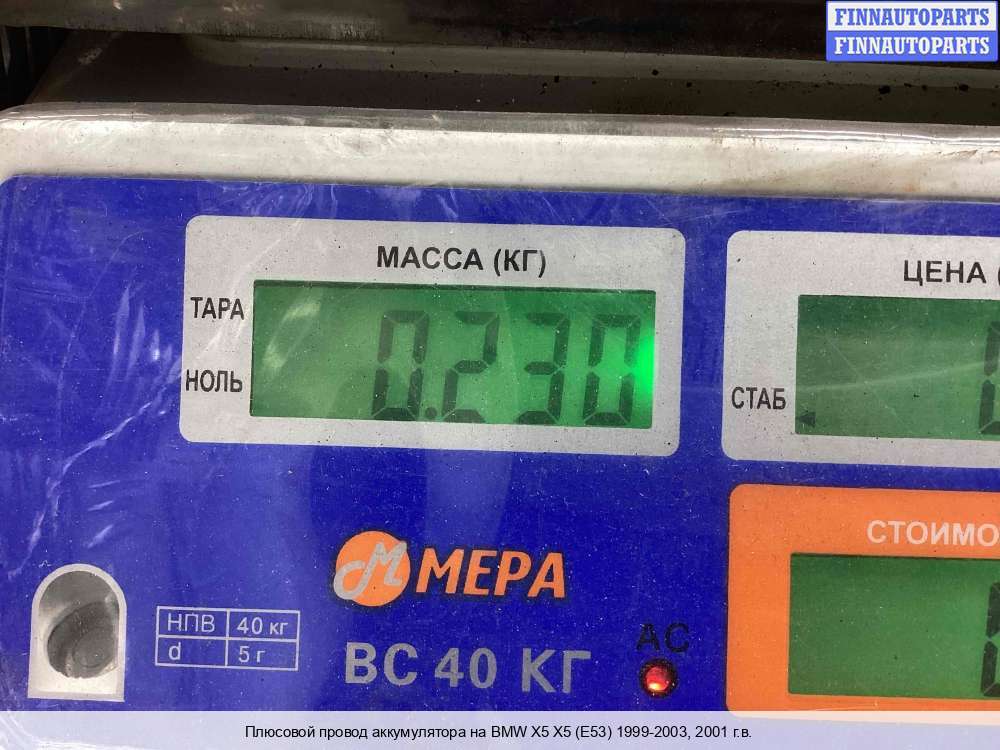 FINNAUTOPARTS
FINNAUTOPARTS
МАССА (КГ)
ЦЕНА (
ТАРА
0.230
НОЛЬ
СТАБ
СТОИМО
М МЕРА
НПВ 40 кг
d 5 г
АС
ВС 40 КГ
Плюсовой провод аккумулятора на BMW X5 X5 (E53) 1999-2003, 2001 г.в.